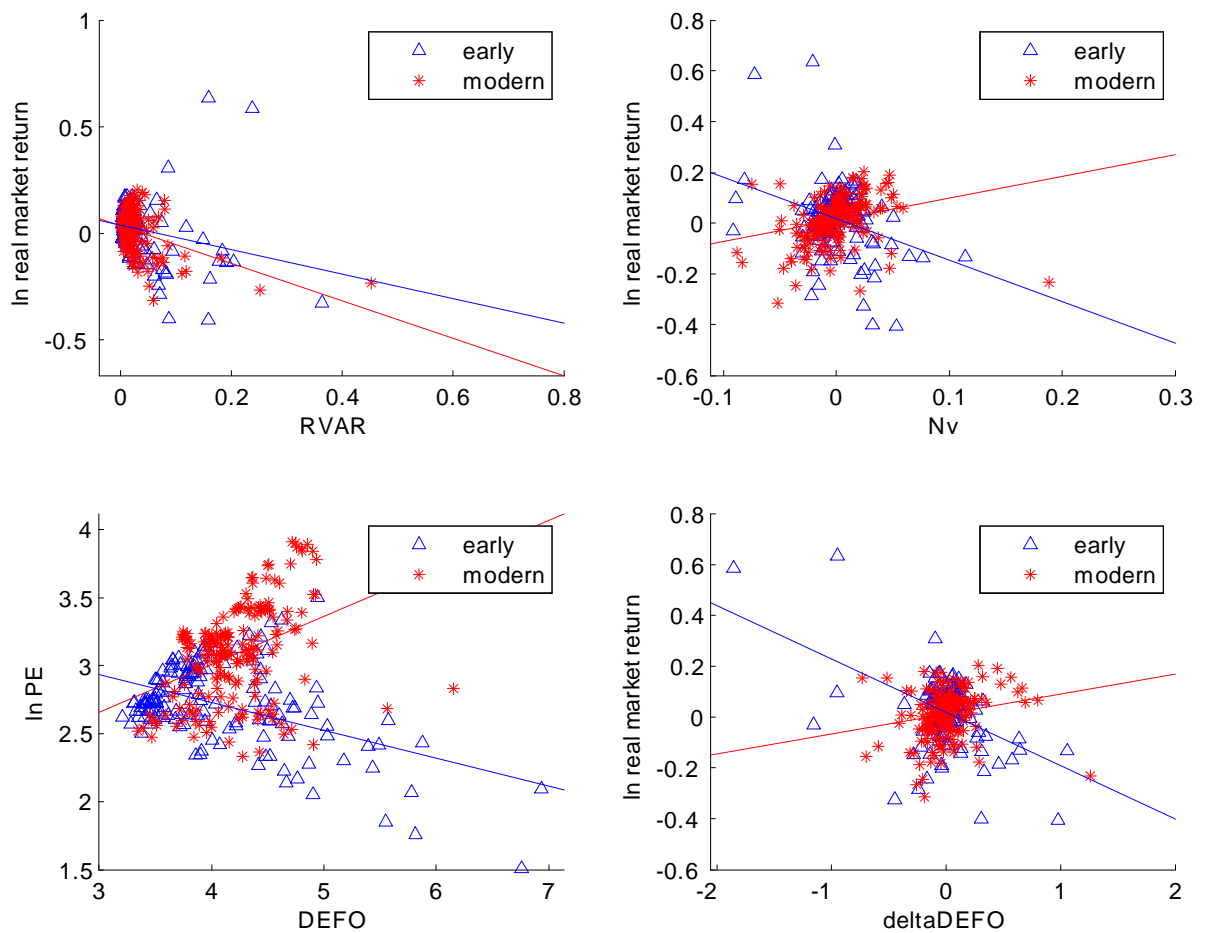 1
0.5
0
-0.5
ln real market return
0
0.2
0.4
0.6
0.8
RVAR
early
modern
0.8
0.6
0.4
0.2
0
-0.2
-0.4
-0.6
ln real market return
-0.1
0
0.1
0.2
0.3
Nv
early
modern
4
3.5
3
2.5
2
1.5
ln PE
3
4
5
6
7
DEFO
early
modern
0.8
0.6
0.4
0.2
0
-0.2
-0.4
-0.6
ln real market return
-2
-1
0
1
2
deltaDEFO
early
modern